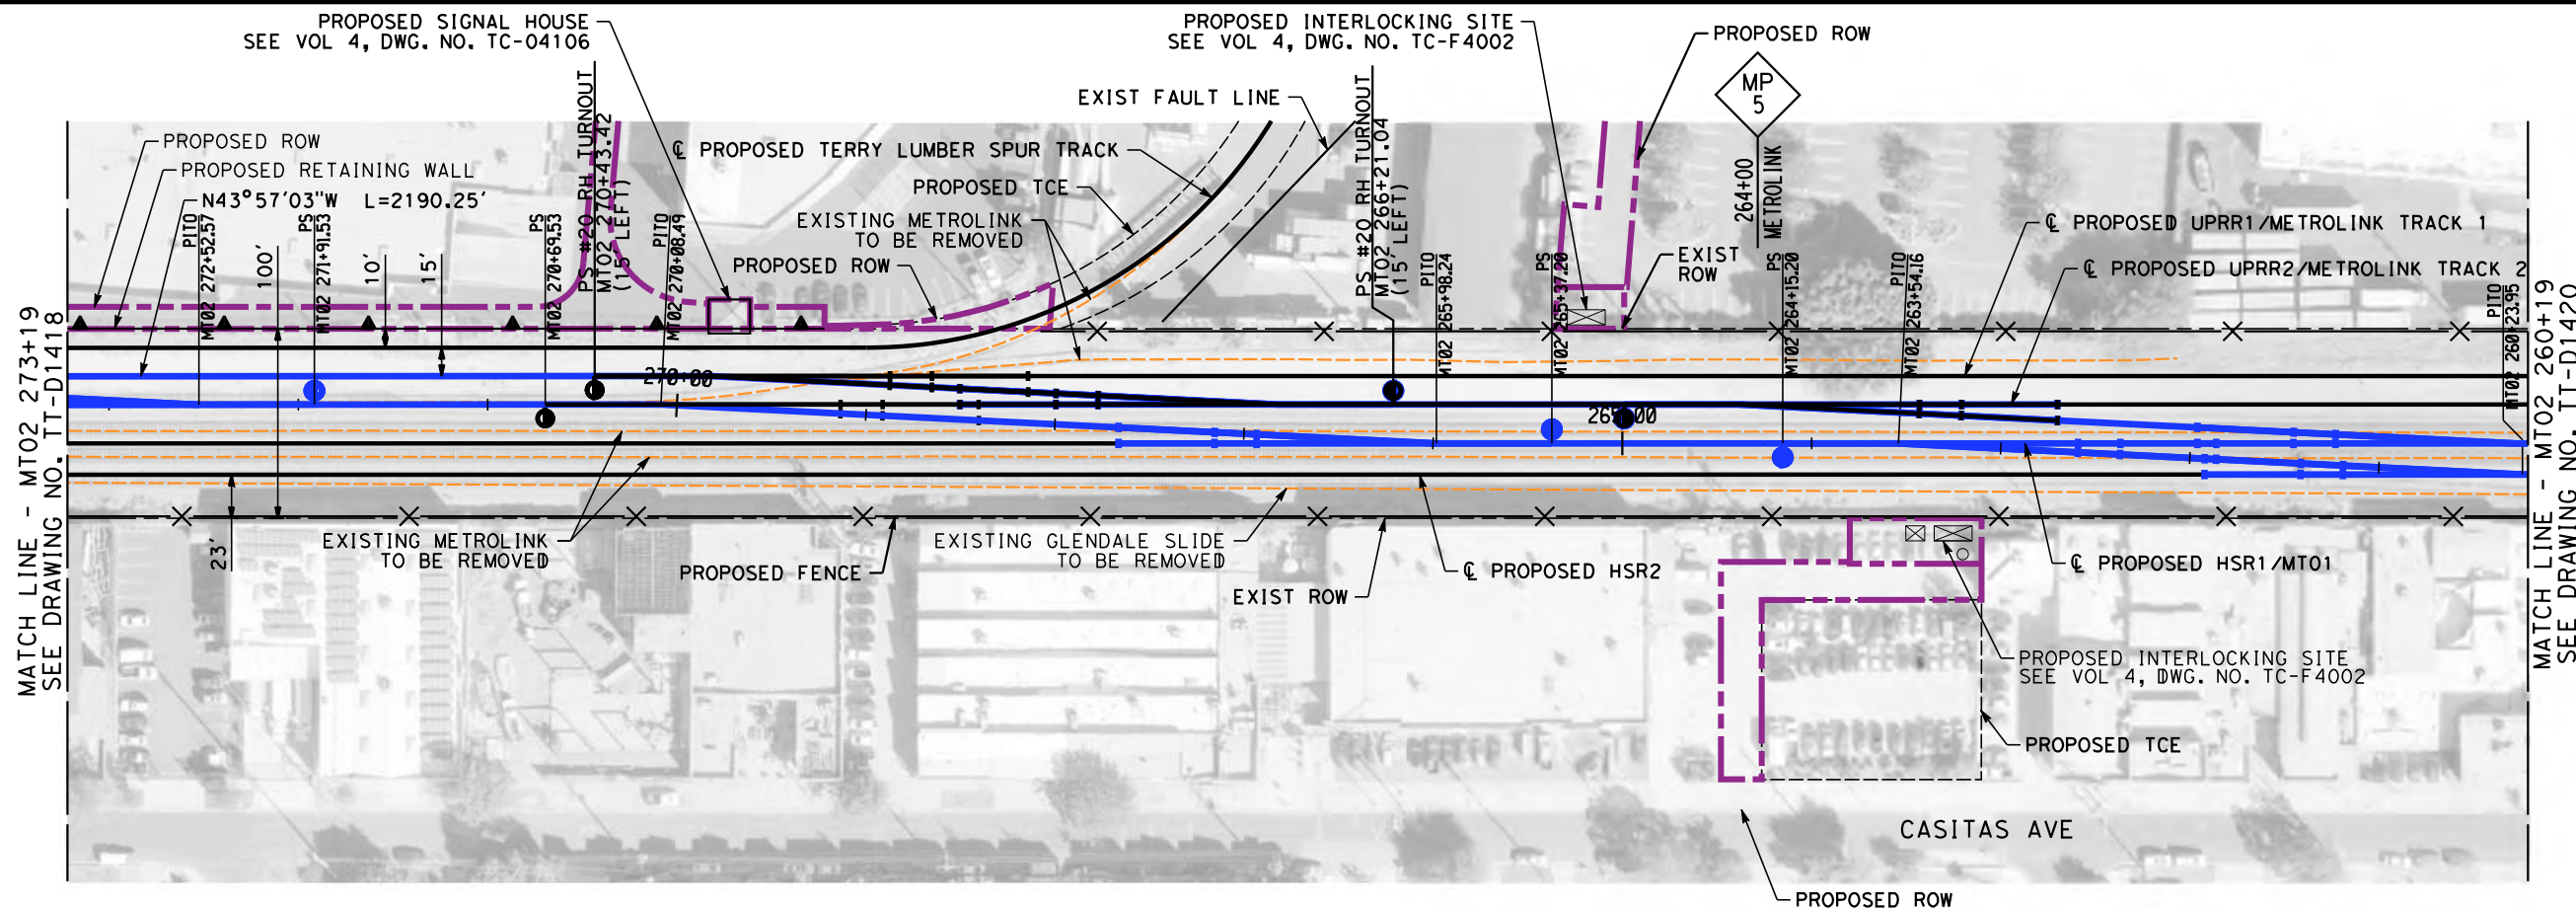 PROPOSED SIGNAL HOUSE
SEE VOL 4, DWG. NO. TC-04106
PROPOSED INTERLOCKING SITE
SEE VOL 4, DWG. NO. TC-F4002
PROPOSED ROW
MP
5
264+00
METROLINK
EXIST FAULT LINE
PS #20 RH TURNOUT
MT02 270+43.42
(15' LEFT)
PS #20 RH TURNOUT
MT02 266+21.04
(15' LEFT)
PROPOSED ROW
PROPOSED RETAINING WALL
N43°57'03"W L=2190.25'
℄ PROPOSED TERRY LUMBER SPUR TRACK
PROPOSED TCE
EXISTING METROLINK
TO BE REMOVED
PROPOSED ROW
EXIST
ROW
℄ PROPOSED UPRR1/METROLINK TRACK 1
℄ PROPOSED UPRR2/METROLINK TRACK 2
PITO
MT02 272+52.57
PS
MT02 271+91.53
PS
MT02 270+69.53
PITO
MT02 270+08.49
PITO
MT02 265+98.24
PS
MT02 265+37.20
PS
MT02 264+15.20
PITO
MT02 263+54.16
PITO
MT02 260+23.95
100'
10'
15'
23'
270+00
265+00
MATCH LINE - MT02 273+19
SEE DRAWING NO. TT-D1418
MATCH LINE - MT02 260+19
SEE DRAWING NO. TT-D1420
EXISTING METROLINK
TO BE REMOVED
PROPOSED FENCE
EXISTING GLENDALE SLIDE
TO BE REMOVED
EXIST ROW
℄ PROPOSED HSR2
℄ PROPOSED HSR1/MT01
PROPOSED INTERLOCKING SITE
SEE VOL 4, DWG. NO. TC-F4002
PROPOSED TCE
CASITAS AVE
PROPOSED ROW